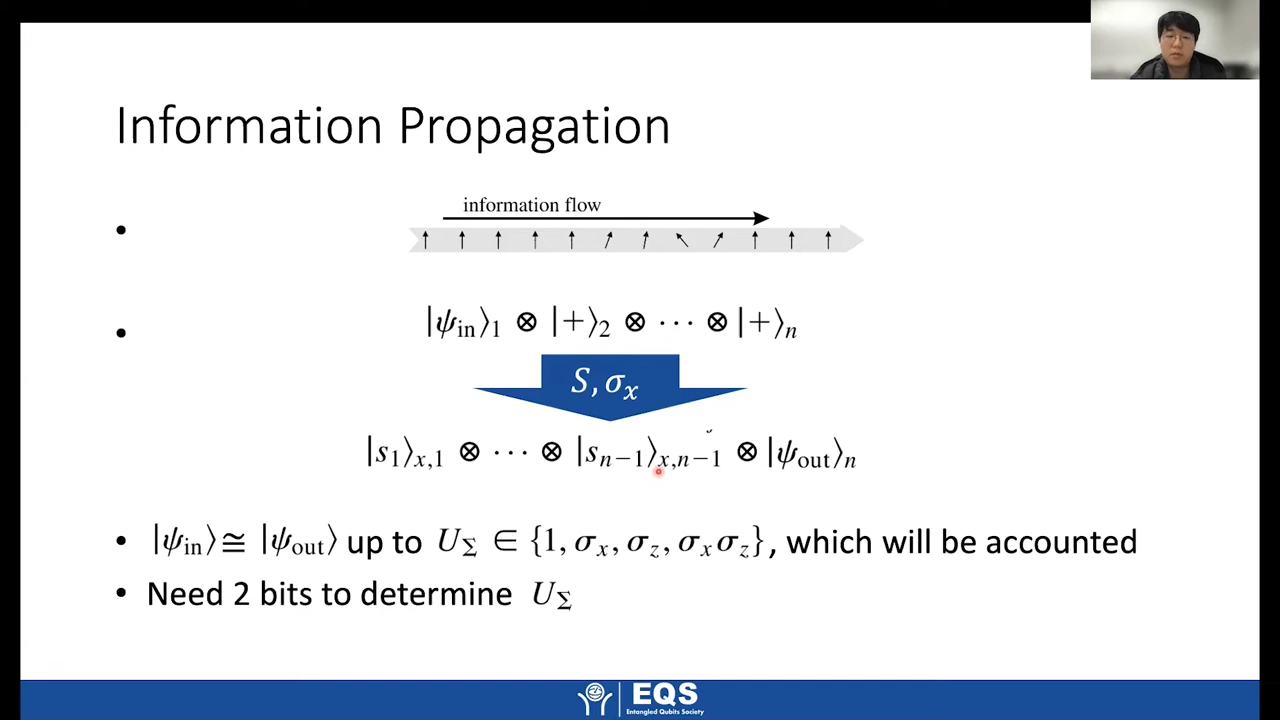 Information Propagation
information flow
|ψin⟩1 ⊗ |+⟩2 ⊗ ⋯ ⊗ |+⟩n
S, σx
|s1⟩x,1 ⊗ ⋯ ⊗ |sn−1⟩x,n−1 ⊗ |ψout⟩n
• |ψin⟩ ≅ |ψout⟩ up to UΣ ∈ {1, σx, σz, σxσz}, which will be accounted
• Need 2 bits to determine UΣ
EQS
Entangled Qubits Society